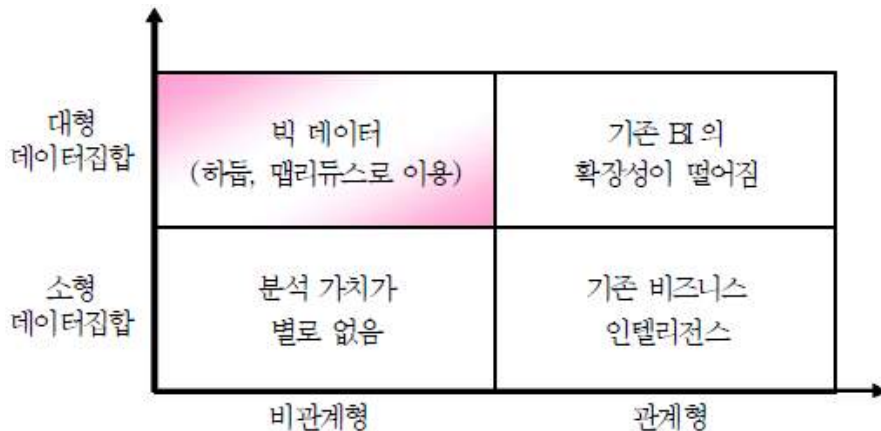 대형
데이터집합
빅 데이터
(하둡, 맵리듀스로 이용)
기존 BI의
확장성이 떨어짐
소형
데이터집합
분석 가치가
별로 없음
기존 비즈니스
인텔리전스
비관계형
관계형